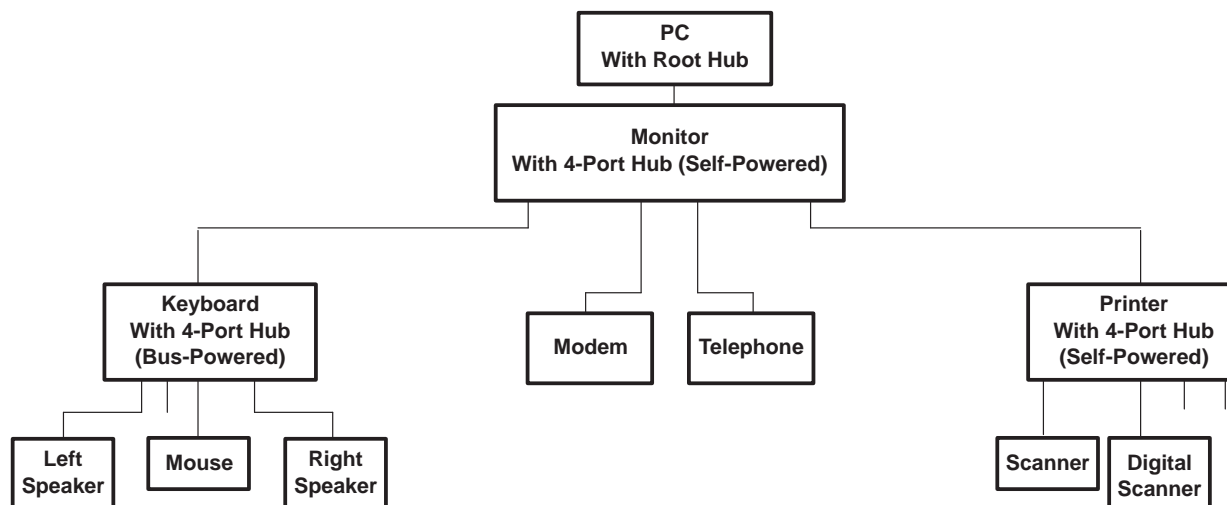 PC
With Root Hub
Monitor
With 4-Port Hub (Self-Powered)
Keyboard
With 4-Port Hub
(Bus-Powered)
Modem
Telephone
Printer
With 4-Port Hub
(Self-Powered)
Left
Speaker
Mouse
Right
Speaker
Scanner
Digital
Scanner